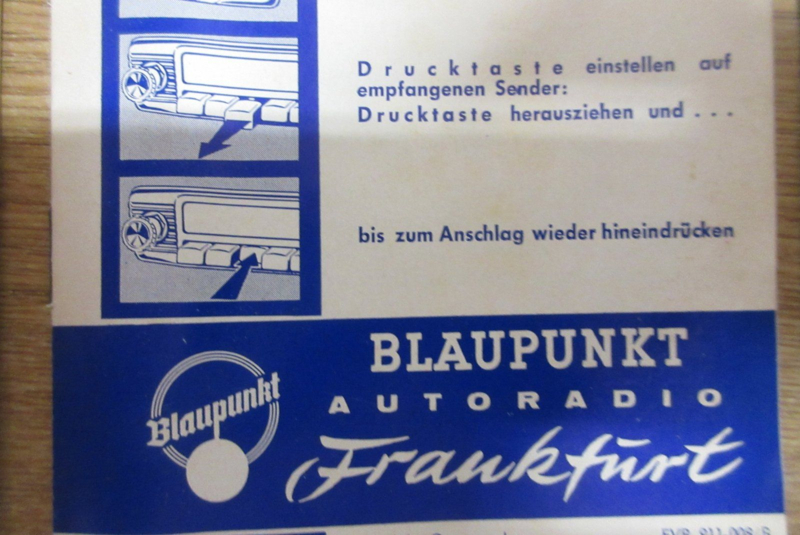 Drucktaste einstellen auf
empfangenen Sender:
Drucktaste herausziehen und . . .
bis zum Anschlag wieder hineindrücken
BLAUPUNKT
AUTORADIO
Frankfurt
Blaupunkt